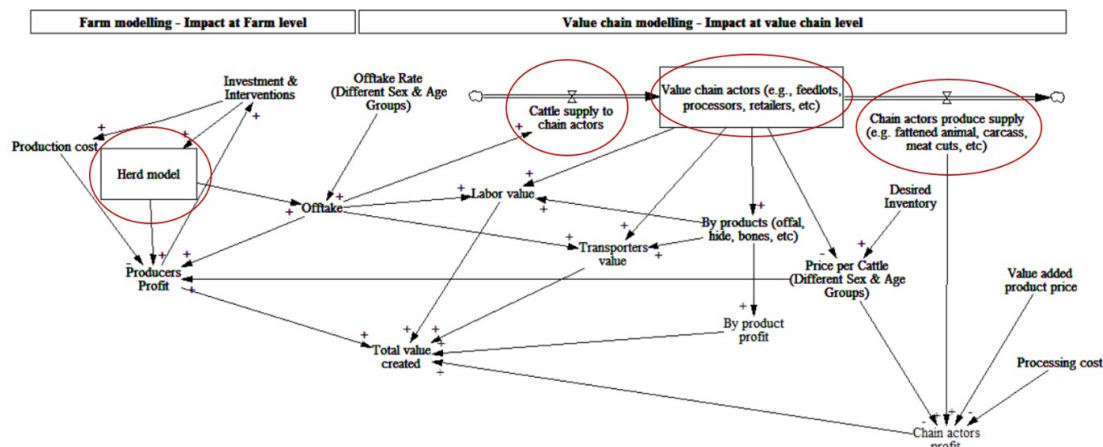 Farm modelling - Impact at Farm level
Value chain modelling - Impact at value chain level
Investment &
Interventions
Offtake Rate
(Different Sex & Age
Groups)
Cattle supply to
chain actors
Value chain actors (e.g., feedlots,
processors, retailers, etc)
Chain actors produce supply
(e.g. fattened animal, carcass,
meat cuts, etc)
Production cost
Herd model
Offtake
Labor value
By products (offal,
hide, bones, etc)
Desired
Inventory
Transporters
value
Producers
Profit
Price per Cattle
(Different Sex & Age
Groups)
Value added
product price
By product
profit
Total value
created
Processing cost
Chain actors
profit